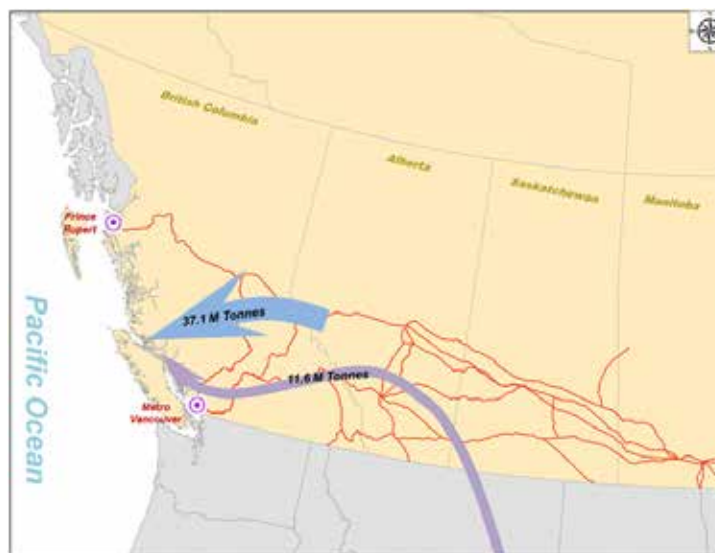 British Columbia
Alberta
Saskatchewan
Manitoba
Prince
Rupert
37.1 M Tonnes
Pacific Ocean
11.6 M Tonnes
Metro
Vancouver